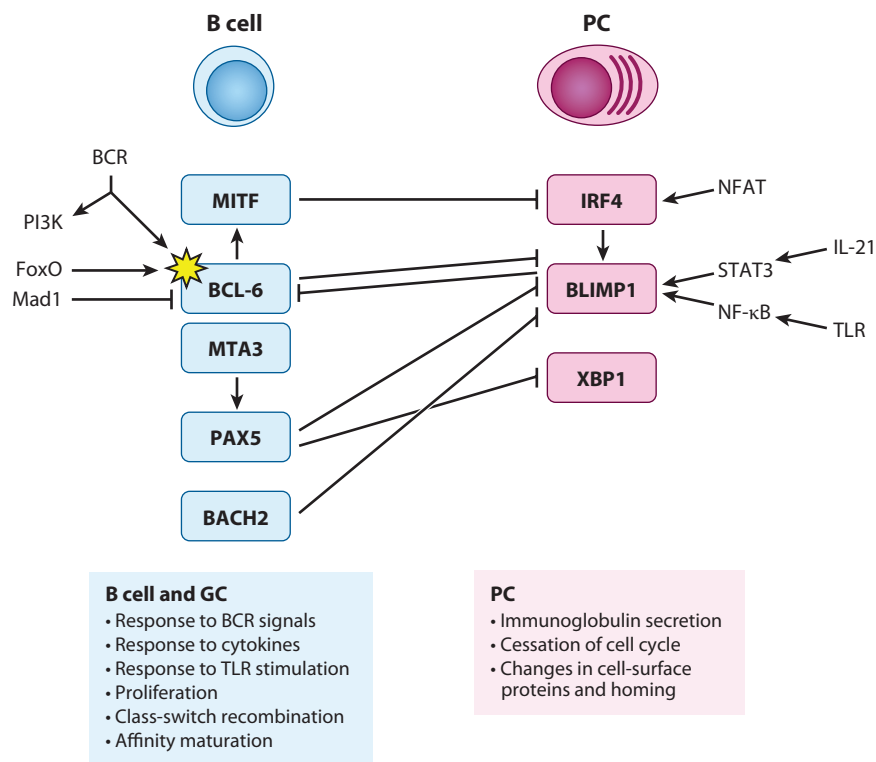 B cell
PC
BCR
PI3K
FoxO
Mad1
MITF
BCL-6
MTA3
PAX5
BACH2
IRF4
BLIMP1
XBP1
NFAT
IL-21
STAT3
NF-κB
TLR
B cell and GC
• Response to BCR signals
• Response to cytokines
• Response to TLR stimulation
• Proliferation
• Class-switch recombination
• Affinity maturation
PC
• Immunoglobulin secretion
• Cessation of cell cycle
• Changes in cell-surface
proteins and homing